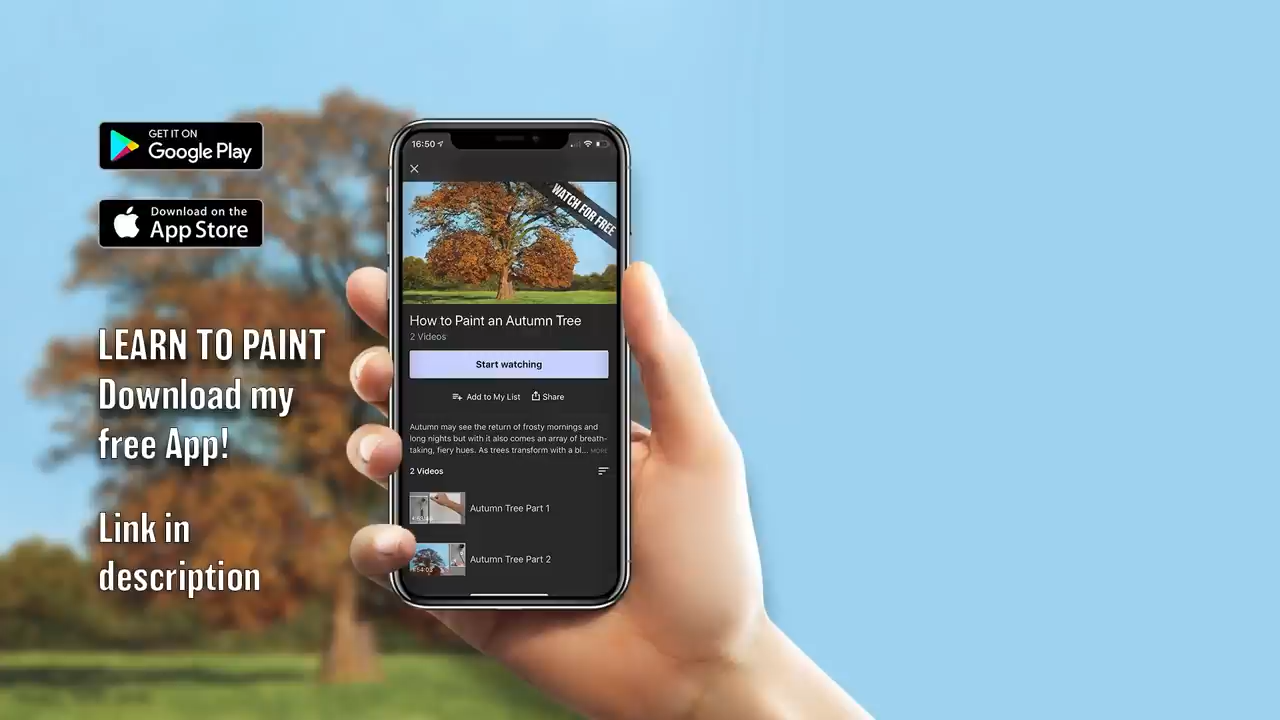 GET IT ON
Google Play
Download on the
App Store
LEARN TO PAINT
Download my
free App!
Link in
description
16:50
WATCH FOR FREE
How to Paint an Autumn Tree
2 Videos
Start watching
Add to My List
Share
Autumn may see the return of frosty mornings and
long nights but with it also comes an array of breath-
taking, fiery hues. As trees transform with a bl... MORE
2 Videos
Autumn Tree Part 1
Autumn Tree Part 2